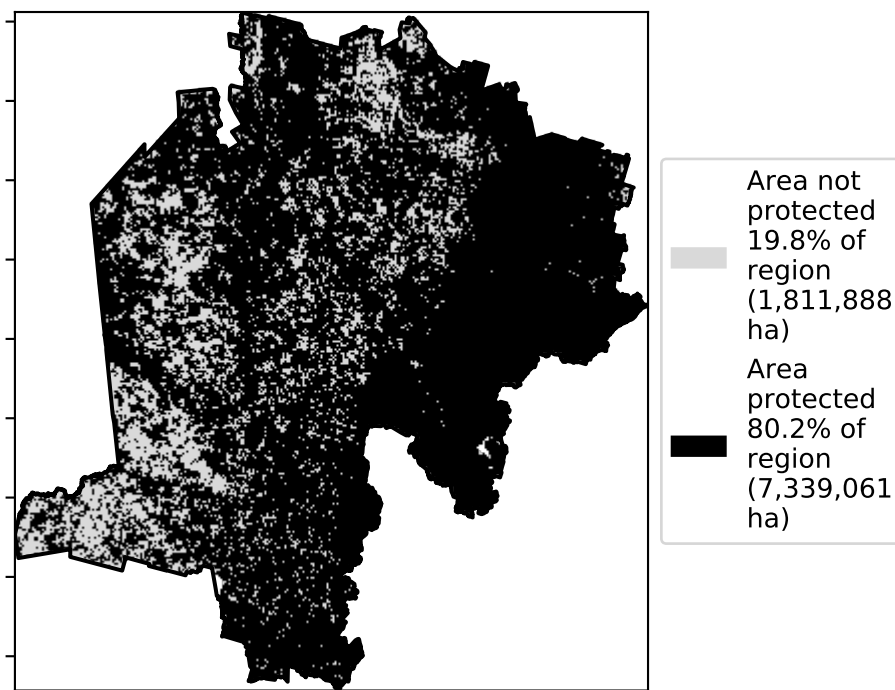 Area not
protected
19.8% of
region
(1,811,888
ha)
Area
protected
80.2% of
region
(7,339,061
ha)